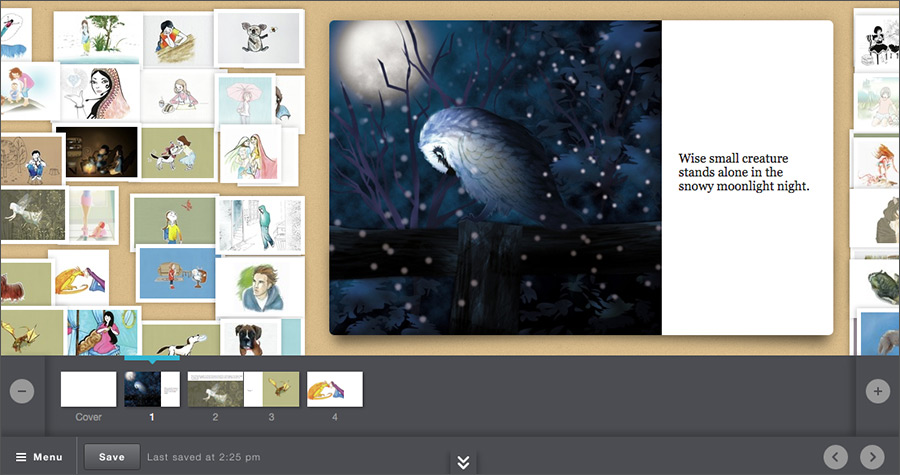 Wise small creature
stands alone in the
snowy moonlight night.
Cover
1
2
3
4
Menu
Save
Last saved at 2:25 pm